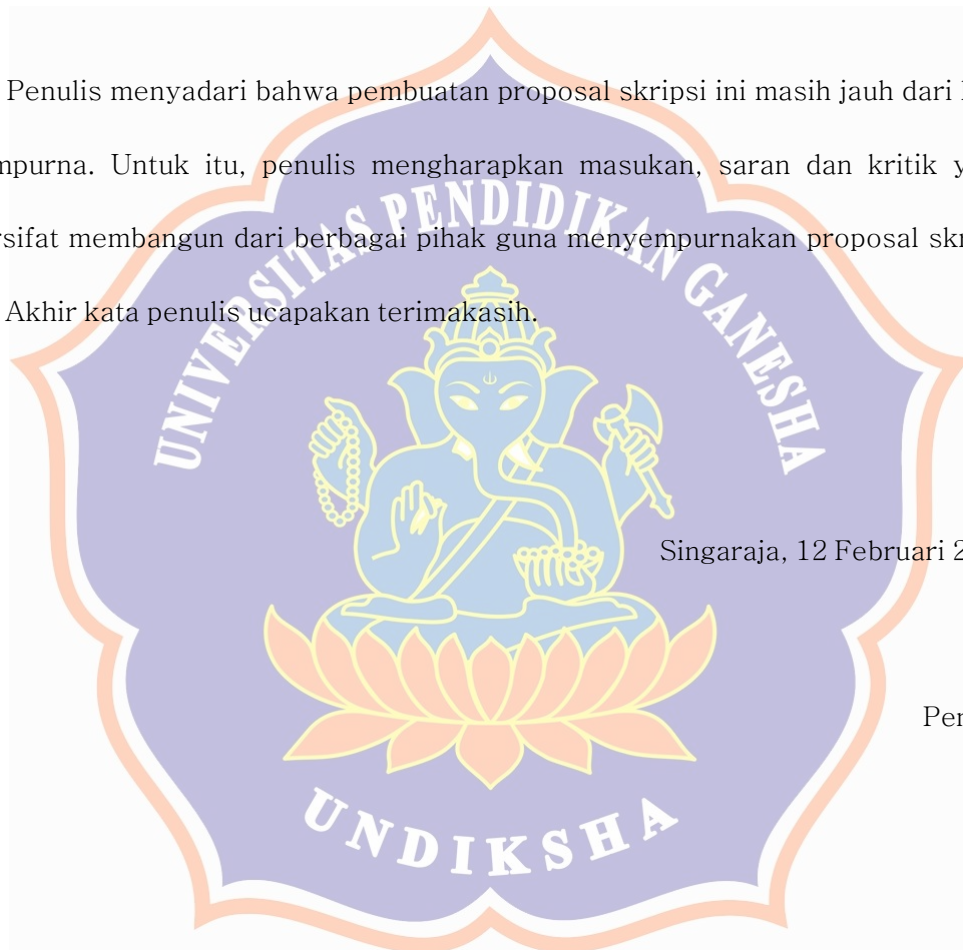 Penulis menyadari bahwa pembuatan proposal skripsi ini masih jauh dari
mpurna. Untuk itu, penulis mengharapkan masukan, saran dan kritik y
rsifat membangun dari berbagai pihak guna menyempurnakan proposal skr
Akhir kata penulis ucapakan terimakasih.
UNIVERSITAS PENDIDIKAN GANESHA
Singaraja, 12 Februari 2
Pen
UNDIKSHA